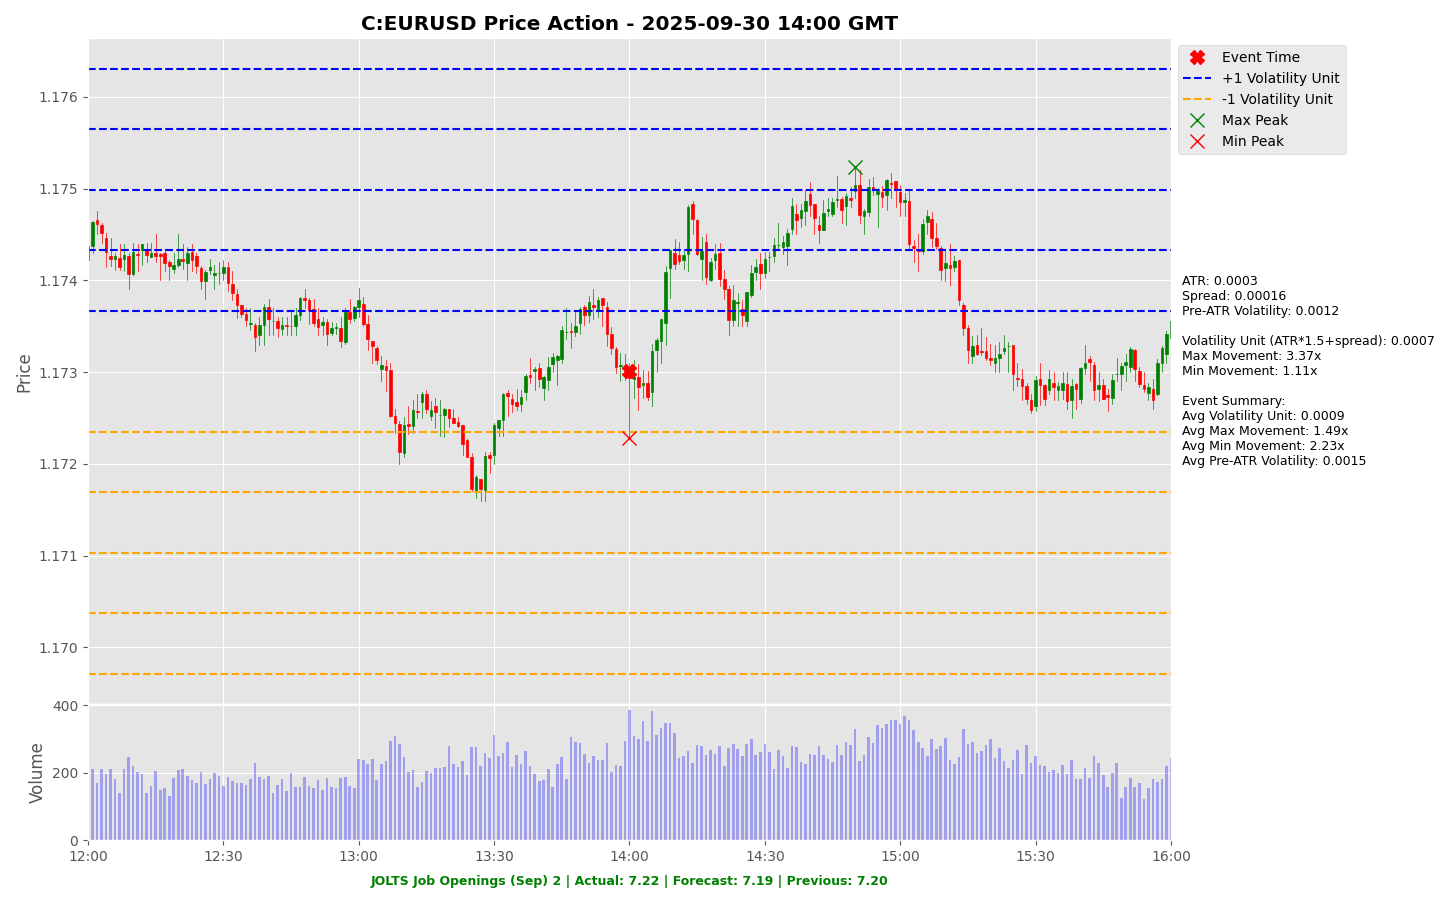 C:EURUSD Price Action - 2025-09-30 14:00 GMT
Event Time
+1 Volatility Unit
-1 Volatility Unit
Max Peak
Min Peak
Price
1.176
1.175
1.174
1.173
1.172
1.171
1.170
ATR: 0.0003
Spread: 0.00016
Pre-ATR Volatility: 0.0012
Volatility Unit (ATR*1.5+spread): 0.0007
Max Movement: 3.37x
Min Movement: 1.11x
Event Summary:
Avg Volatility Unit: 0.0009
Avg Max Movement: 1.49x
Avg Min Movement: 2.23x
Avg Pre-ATR Volatility: 0.0015
Volume
400
200
0
12:00 12:30 13:00 13:30 14:00 14:30 15:00 15:30 16:00
JOLTS Job Openings (Sep) 2 | Actual: 7.22 | Forecast: 7.19 | Previous: 7.20